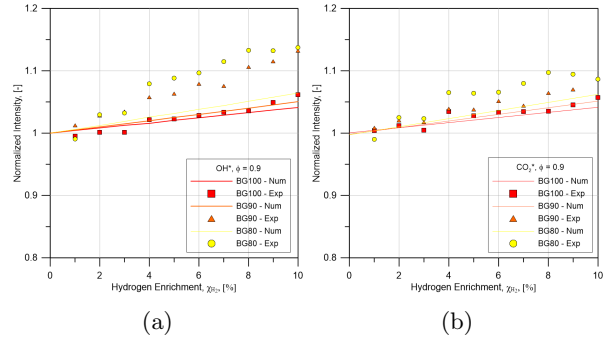 1.2
1.1
1
0.9
0.8
Normalized Intensity, [-]
OH*, ϕ = 0.9
BG100 - Num
BG100 - Exp
BG90 - Num
BG90 - Exp
BG80 - Num
BG80 - Exp
0 2 4 6 8 10
Hydrogen Enrichment, χH₂, [%]
(a)
1.2
1.1
1
0.9
0.8
Normalized Intensity, [-]
CO₂*, ϕ = 0.9
BG100 - Num
BG100 - Exp
BG90 - Num
BG90 - Exp
BG80 - Num
BG80 - Exp
0 2 4 6 8 10
Hydrogen Enrichment, χH₂, [%]
(b)